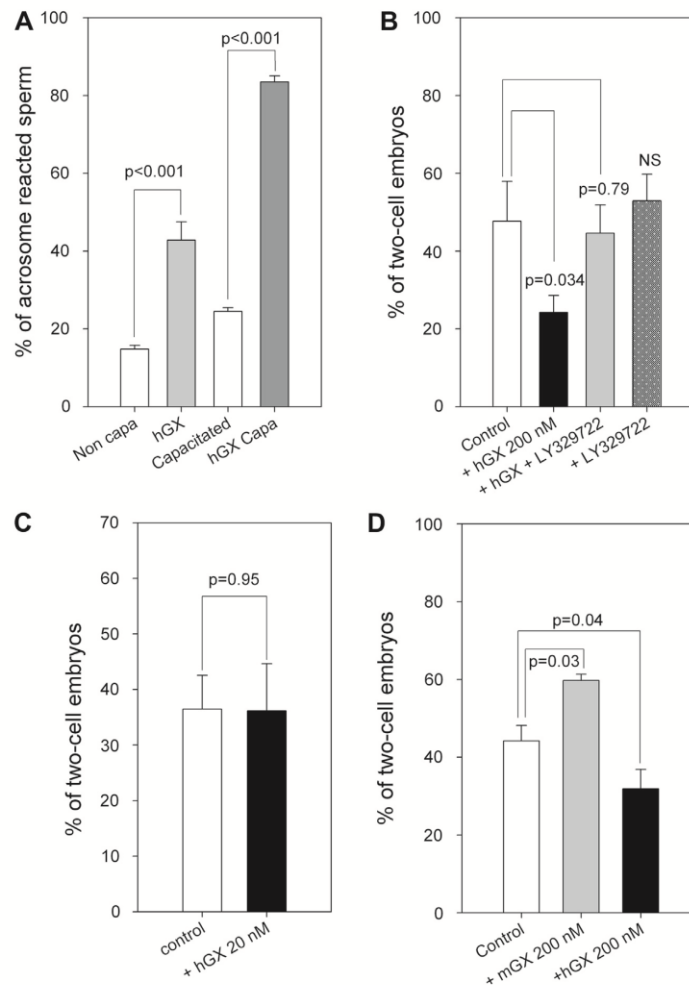 A
% of acrosome reacted sperm
100
80
60
40
20
0
p<0.001
p<0.001
Non capa
hGX
Capacitated
hGX Capa
B
% of two-cell embryos
100
80
60
40
20
0
NS
p=0.79
p=0.034
Control
+ hGX 200 nM
+ hGX + LY329722
+ LY329722
C
% of two-cell embryos
70
60
50
40
30
20
10
0
p=0.95
control
+ hGX 20 nM
D
% of two-cell embryos
100
80
60
40
20
0
p=0.04
p=0.03
Control
+ mGX 200 nM
+hGX 200 nM